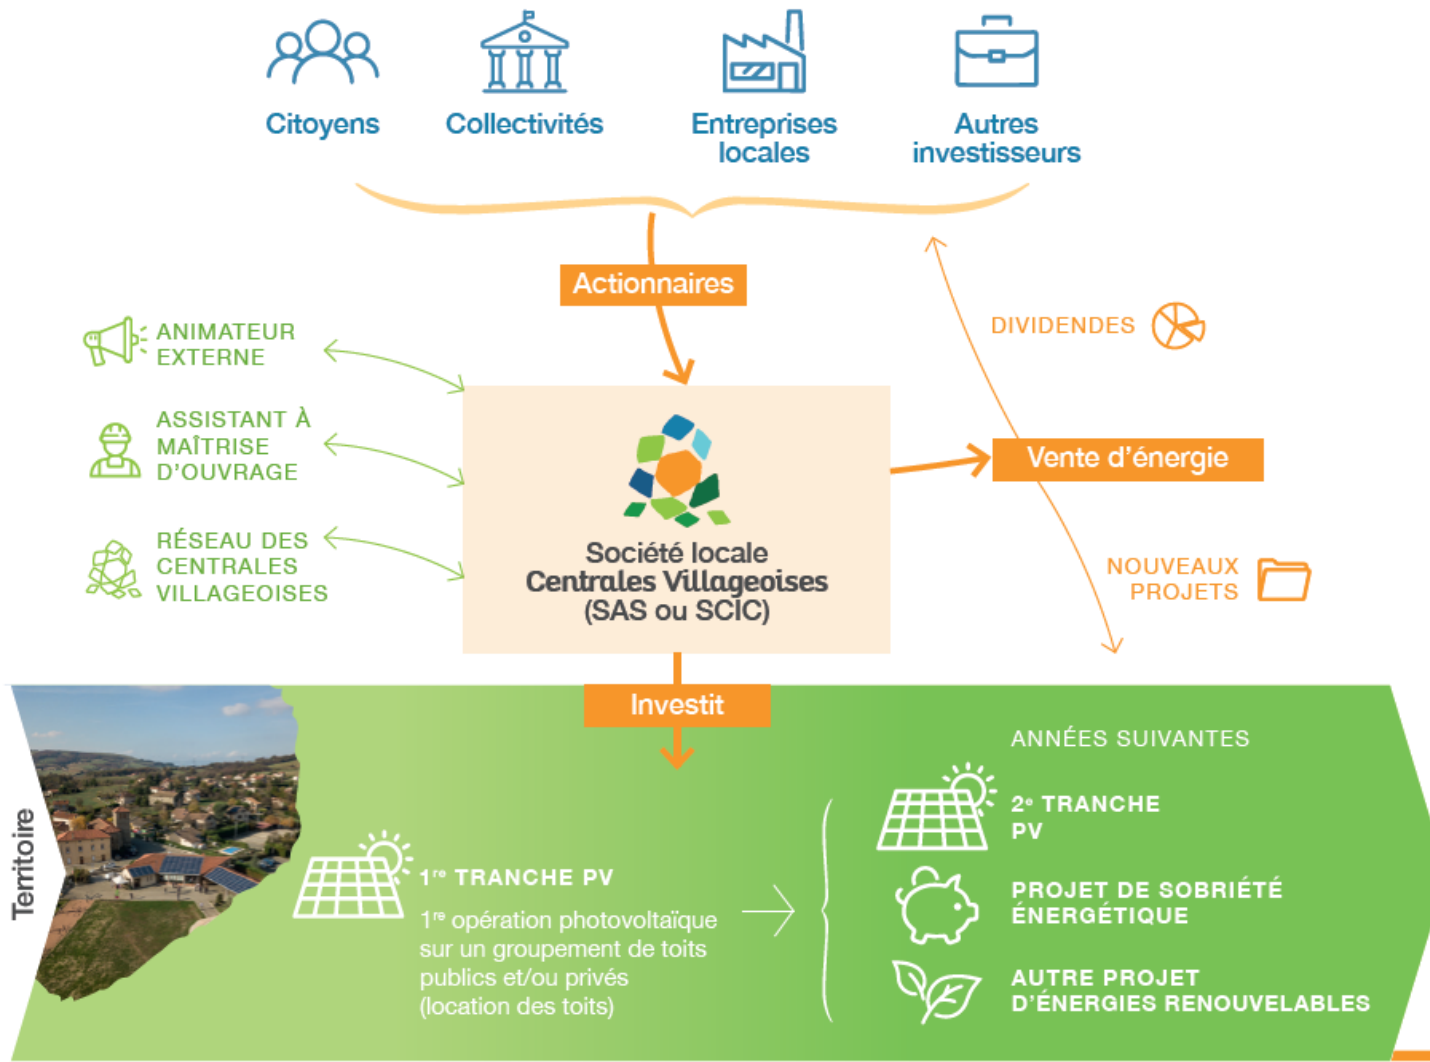 Citoyens
Collectivités
Entreprises
locales
Autres
investisseurs
Actionnaires
ANIMATEUR
EXTERNE
ASSISTANT À
MAÎTRISE
D'OUVRAGE
RÉSEAU DES
CENTRALES
VILLAGEOISES
DIVIDENDES
Vente d'énergie
NOUVEAUX
PROJETS
Société locale
Centrales Villageoises
(SAS ou SCIC)
Investit
Territoire
1re TRANCHE PV
1re opération photovoltaïque
sur un groupement de toits
publics et/ou privés
(location des toits)
ANNÉES SUIVANTES
2e TRANCHE
PV
PROJET DE SOBRIÉTÉ
ÉNERGÉTIQUE
AUTRE PROJET
D'ÉNERGIES RENOUVELABLES